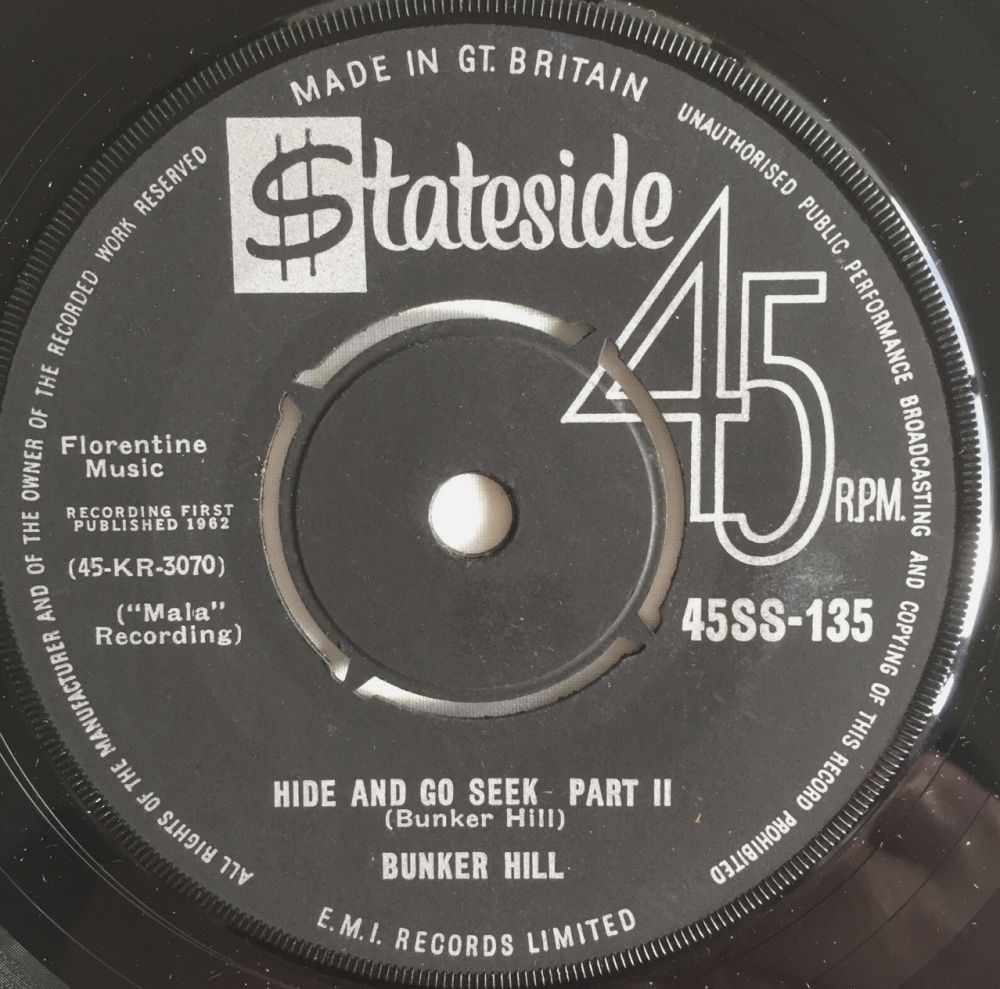 MADE IN GT. BRITAIN
UNAUTHORISED PUBLIC PERFORMANCE BROADCASTING AND COPYING OF THIS RECORD PROHIBITED
ALL RIGHTS OF THE MANUFACTURER AND OF THE OWNER OF THE RECORDED WORK RESERVED
$tateside
45
R.P.M.
Florentine
Music
RECORDING FIRST
PUBLISHED 1962
(45-KR-3070)
("Mala"
Recording)
45SS-135
HIDE AND GO SEEK - PART II
(Bunker Hill)
BUNKER HILL
E.M.I. RECORDS LIMITED